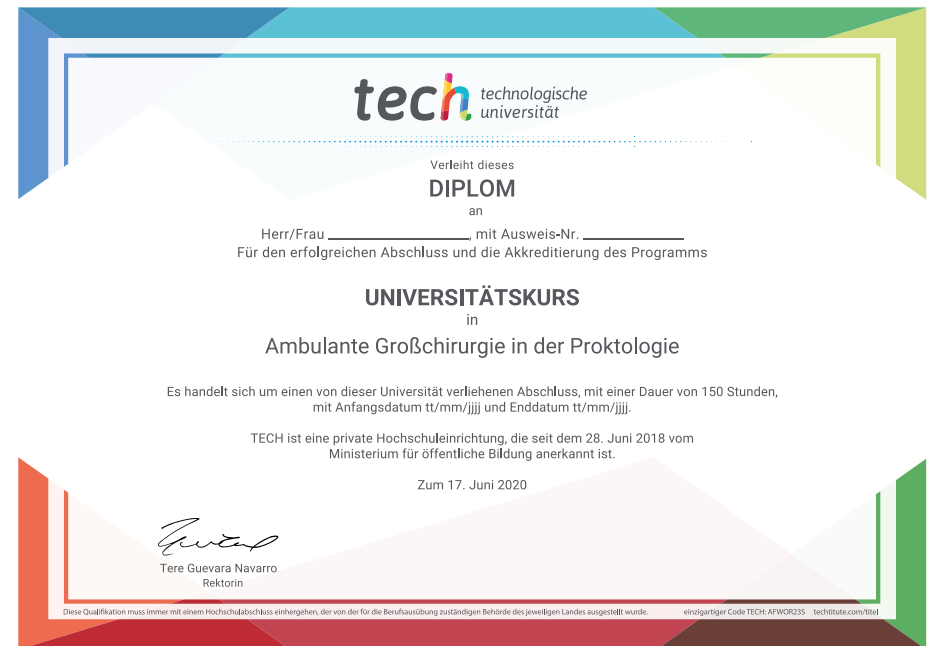 tech technologische
universität
Verleiht dieses
DIPLOM
an
Herr/Frau ____________, mit Ausweis-Nr. ____________
Für den erfolgreichen Abschluss und die Akkreditierung des Programms
UNIVERSITÄTSKURS
in
Ambulante Großchirurgie in der Proktologie
Es handelt sich um einen von dieser Universität verliehenen Abschluss, mit einer Dauer von 150 Stunden,
mit Anfangsdatum tt/mm/jjjj und Enddatum tt/mm/jjjj.
TECH ist eine private Hochschuleinrichtung, die seit dem 28. Juni 2018 vom
Ministerium für öffentliche Bildung anerkannt ist.
Zum 17. Juni 2020
Tere Guevara Navarro
Rektorin
Diese Qualifikation muss immer mit einem Hochschulabschluss einhergehen, der von der für die Berufsausübung zuständigen Behörde des jeweiligen Landes ausgestellt wurde. einzigartiger Code TECH: AFWOR235 techtitute.com/titel